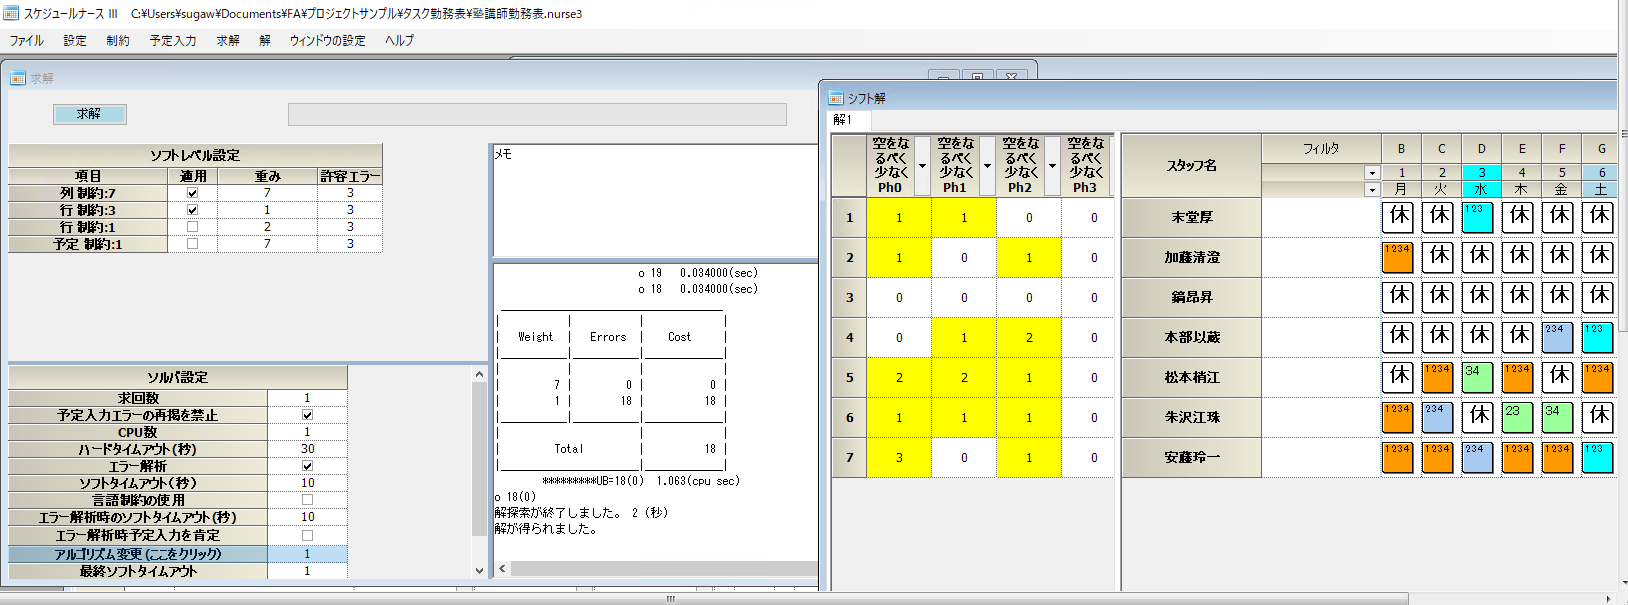 スケジュールナース III　C:¥Users¥sugaw¥Documents¥FA¥プロジェクトサンプル¥タスク勤務表¥塾講師勤務表.nurse3
ファイル 設定 制約 予定入力 求解 解 ウィンドウの設定 ヘルプ
求解
求解
ソフトレベル設定
項目 適用 重み 許容エラー
列 制約:7 7 3
行 制約:3 1 3
行 制約:1 2 3
予定 制約:1 7 3
ソルバ設定
求回数 1
予定入力エラーの再掲を禁止
CPU数 1
ハードタイムアウト(秒) 30
エラー解析
ソフトタイムアウト(秒) 10
言語制約の使用
エラー解析時のソフトタイムアウト(秒) 10
エラー解析時予定入力を肯定
アルゴリズム変更(ここをクリック) 1
最終ソフトタイムアウト 1
メモ
o 19 0.034000(sec)
o 18 0.034000(sec)
Weight Errors Cost
7 0 0
1 18 18
Total 18
**********UB=18(0) 1.063(cpu sec)
o 18(0)
解探索が終了しました。 2 (秒)
解が得られました。
シフト解
解1
空をなるべく少なく Ph0 空をなるべく少なく Ph1 空をなるべく少なく Ph2 空をなるべく少なく Ph3
1 1 1 0 0
2 1 0 1 0
3 0 0 0 0
4 0 1 2 0
5 2 2 1 0
6 1 1 1 0
7 3 0 1 0
スタッフ名 フィルタ B C D E F G
1 2 3 4 5 6
月 火 水 木 金 土
末堂厚 休 休 123 休 休 休
加藤清澄 1234 休 休 休 休 休
鎬昂昇 休 休 休 休 休 休
本部以蔵 休 休 休 休 234 123
松本梢江 休 1234 34 1234 休 1234
朱沢江珠 1234 234 休 23 34 休
安藤玲一 1234 1234 234 1234 1234 123